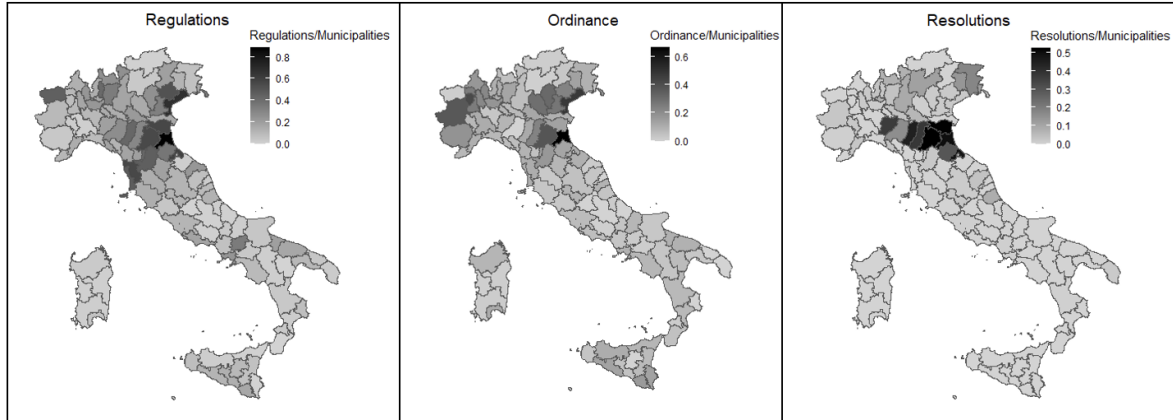 Regulations
Regulations/Municipalities
0.8
0.6
0.4
0.2
0.0
Ordinance
Ordinance/Municipalities
0.6
0.4
0.2
0.0
Resolutions
Resolutions/Municipalities
0.5
0.4
0.3
0.2
0.1
0.0